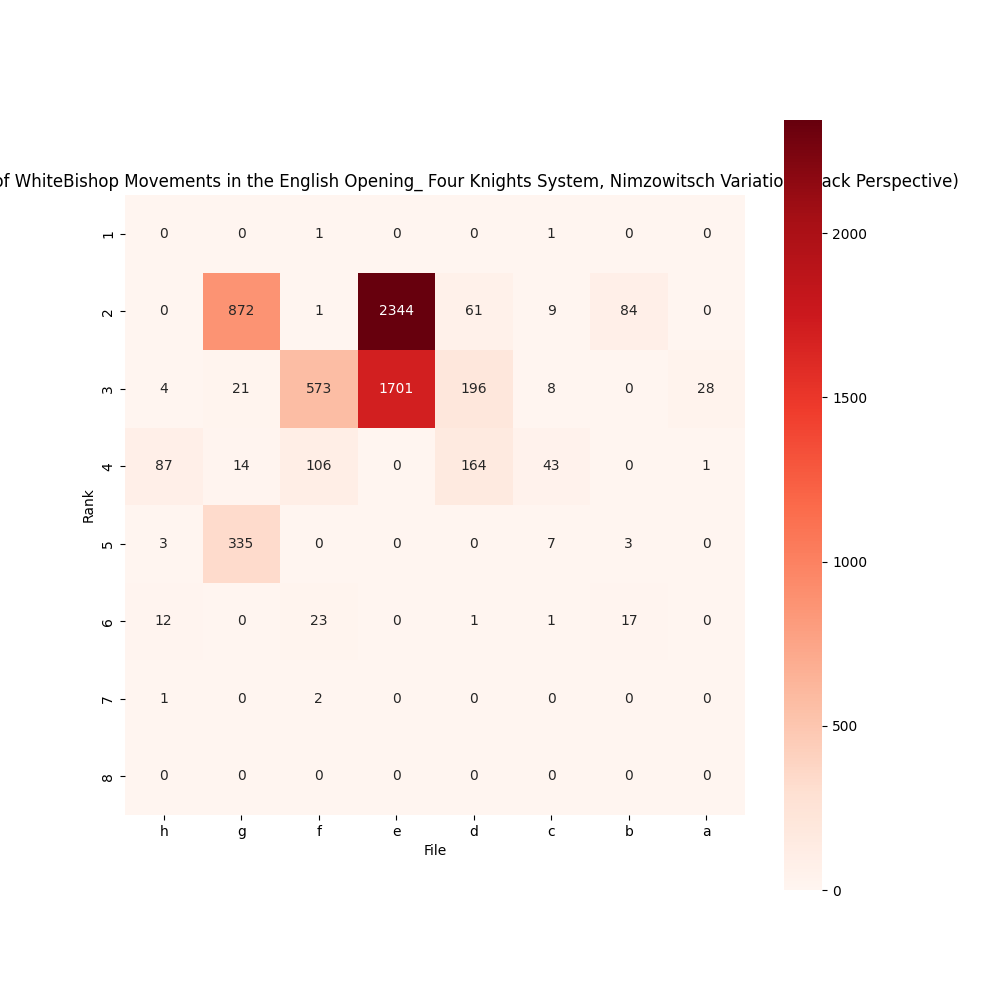 of WhiteBishop Movements in the English Opening_ Four Knights System, Nimzowitsch Variation Perspective)
1 0 0 1 0 0 1 0 0
2 0 872 1 2344 61 9 84 0
3 4 21 573 1701 196 8 0 28
4 87 14 106 0 164 43 0 1
5 3 335 0 0 0 7 3 0
6 12 0 23 0 1 1 17 0
7 1 0 2 0 0 0 0 0
8 0 0 0 0 0 0 0 0
h g f e d c b a
File
Rank
2000
1500
1000
500
0